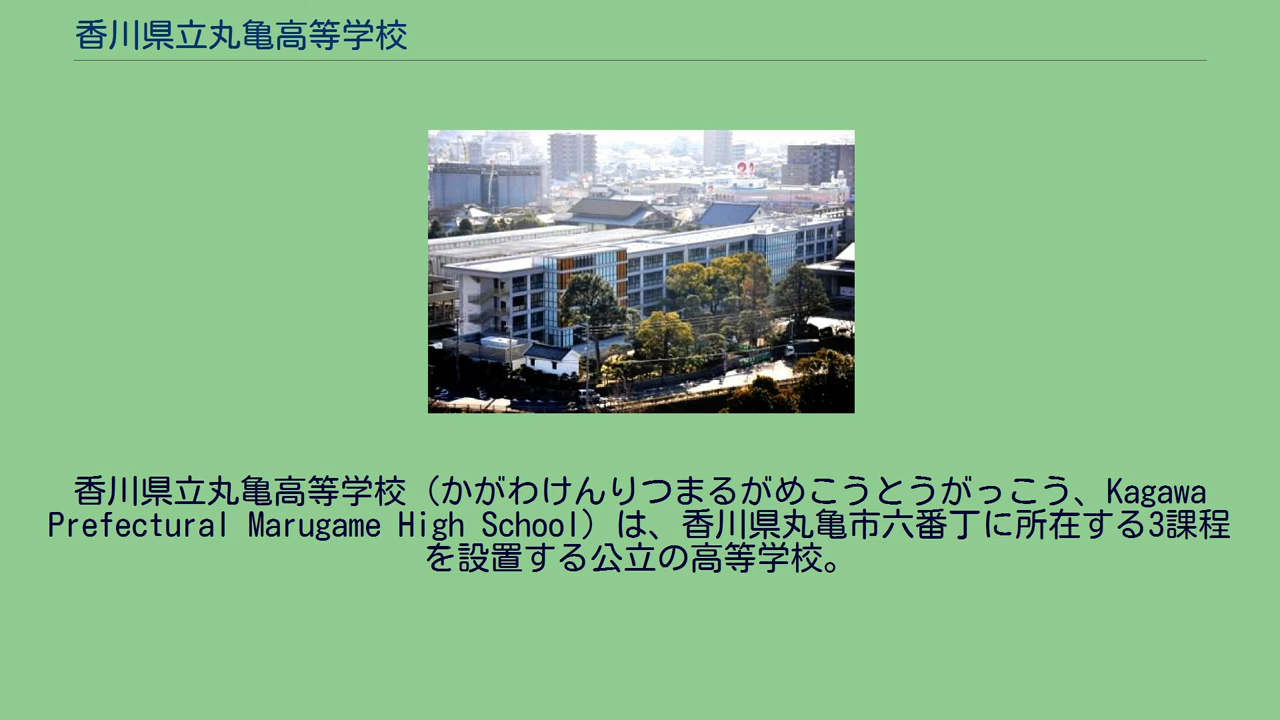 香川県立丸亀高等学校
香川県立丸亀高等学校（かがわけんりつまるがめこうとうがっこう、Kagawa
Prefectural Marugame High School）は、香川県丸亀市六番丁に所在する3課程
を設置する公立の高等学校。